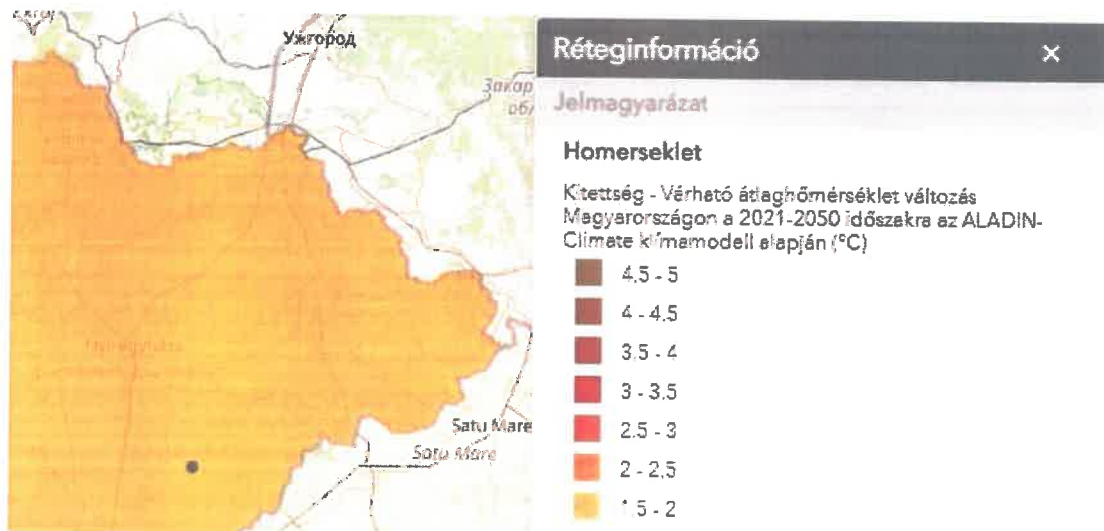 Ужгород
Закар
обл
Nyíregyháza
Satu Mare
Satu Mare
Réteginformáció
Jelmagyarázat
Homerseklet
Kitettség - Várható átlaghőmérséklet változás
Magyarországon a 2021-2050 időszakra az ALADIN-
Climate klímamodell alapján (°C)
4,5 - 5
4 - 4,5
3,5 - 4
3 - 3,5
2,5 - 3
2 - 2,5
1,5 - 2